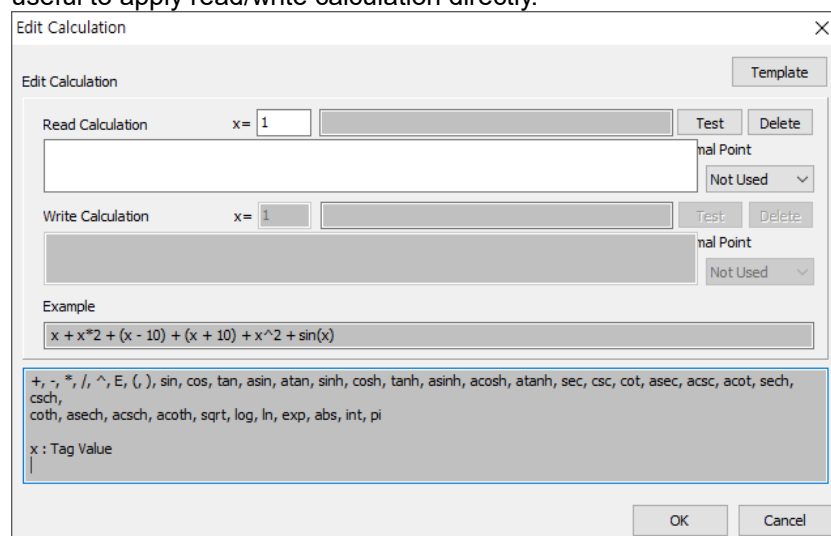 useful to apply read/write calculation directly.
Edit Calculation
Template
Edit Calculation
Read Calculation x= 1 Test Delete
mal Point
Not Used
Write Calculation x= 1 Test Delete
mal Point
Not Used
Example
x + x*2 + (x - 10) + (x + 10) + x^2 + sin(x)
+, -, *, /, ^, E, (, ), sin, cos, tan, asin, atan, sinh, cosh, tanh, asinh, acosh, atanh, sec, csc, cot, asec, acsc, acot, sech,
csch,
coth, asech, acsch, acoth, sqrt, log, ln, exp, abs, int, pi
x : Tag Value
OK Cancel